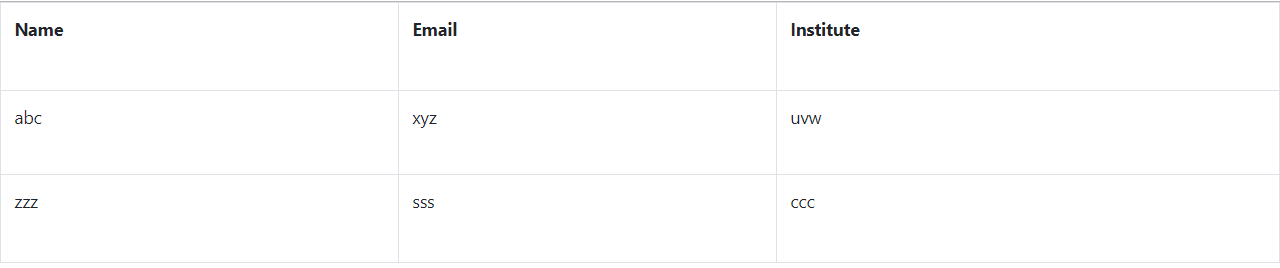 Name Email Institute
abc xyz uvw
zzz sss ccc